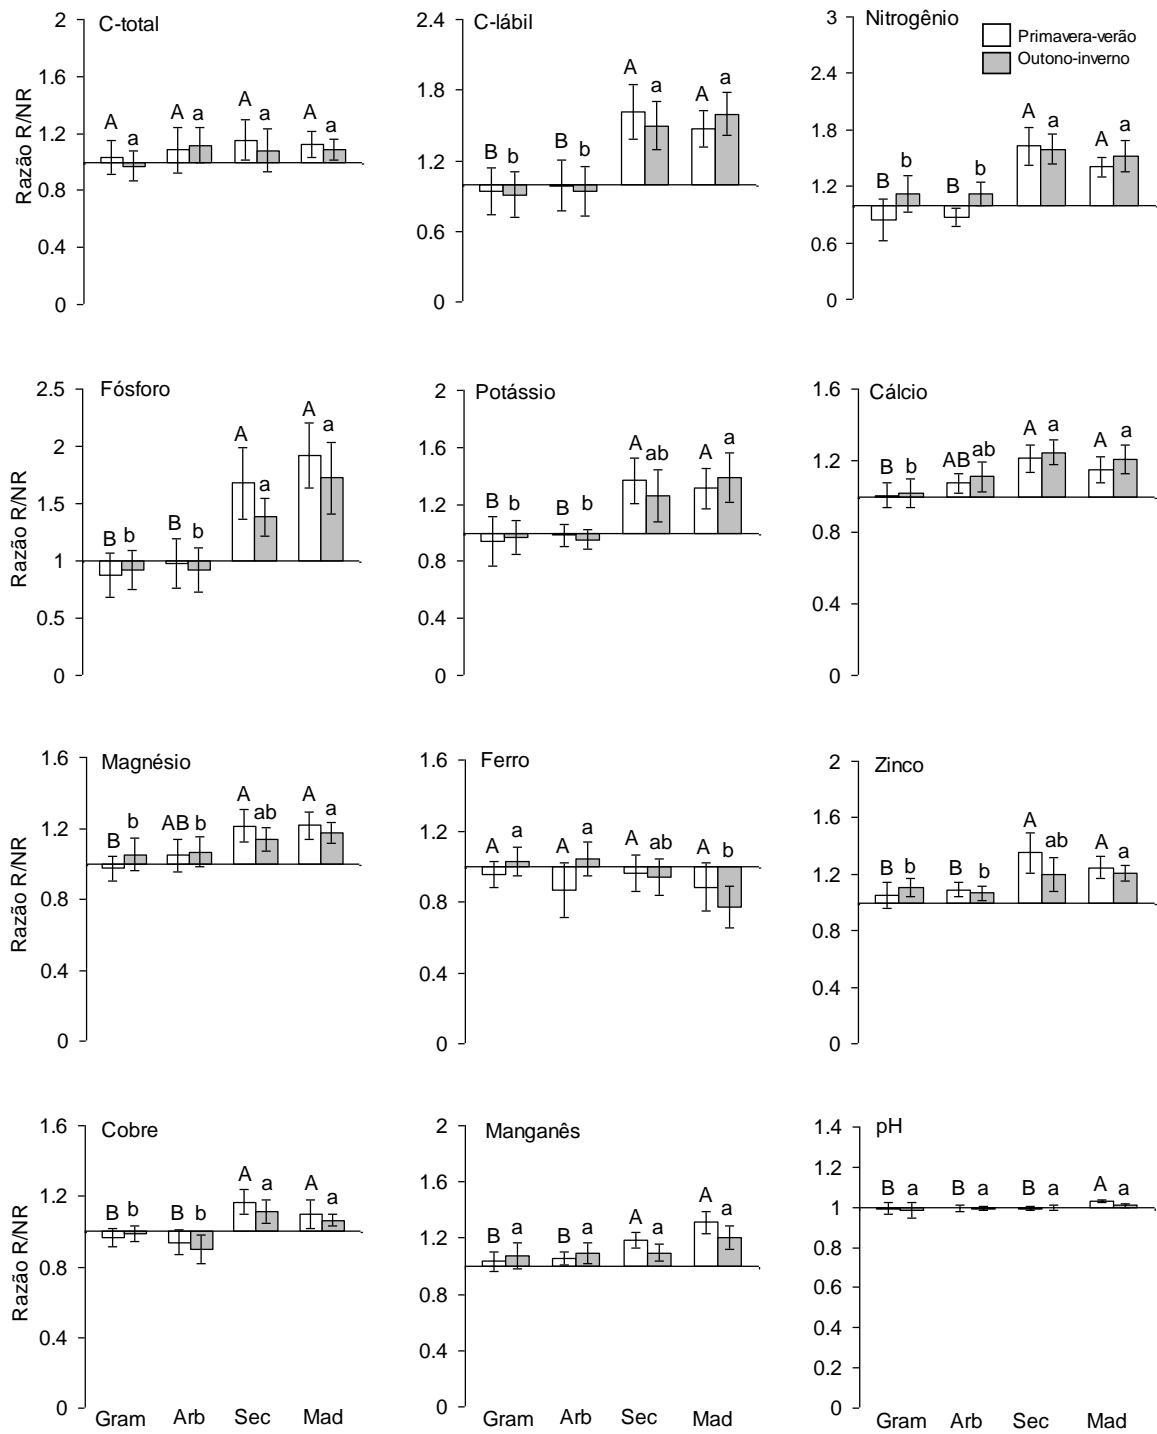 C-total
2
1.6
1.2
0.8
0.4
0
Razão R/NR
A a A a A a A a
C-lábil
2.4
1.8
1.2
0.6
0
B b B b A a A a
Nitrogênio
3
2.4
1.8
1.2
0.6
0
Primavera-verão
Outono-inverno
B b B b A a A a
Fósforo
2.5
2
1.5
1
0.5
0
Razão R/NR
B b B b A a A a
Potássio
2
1.6
1.2
0.8
0.4
0
B b B b A ab A a
Cálcio
1.6
1.2
0.8
0.4
0
B b AB ab A a A a
Magnésio
1.6
1.2
0.8
0.4
0
Razão R/NR
B b AB b A ab A a
Ferro
1.6
1.2
0.8
0.4
0
A a A a A ab A b
Zinco
2
1.6
1.2
0.8
0.4
0
B b B b A ab A a
Cobre
1.6
1.2
0.8
0.4
0
Razão R/NR
B b B b A a A a
Gram Arb Sec Mad
Manganês
2
1.6
1.2
0.8
0.4
0
B a B a A a A a
Gram Arb Sec Mad
pH
1.4
1.2
1
0.8
0.6
0.4
0.2
0
B a B a B a A a
Gram Arb Sec Mad